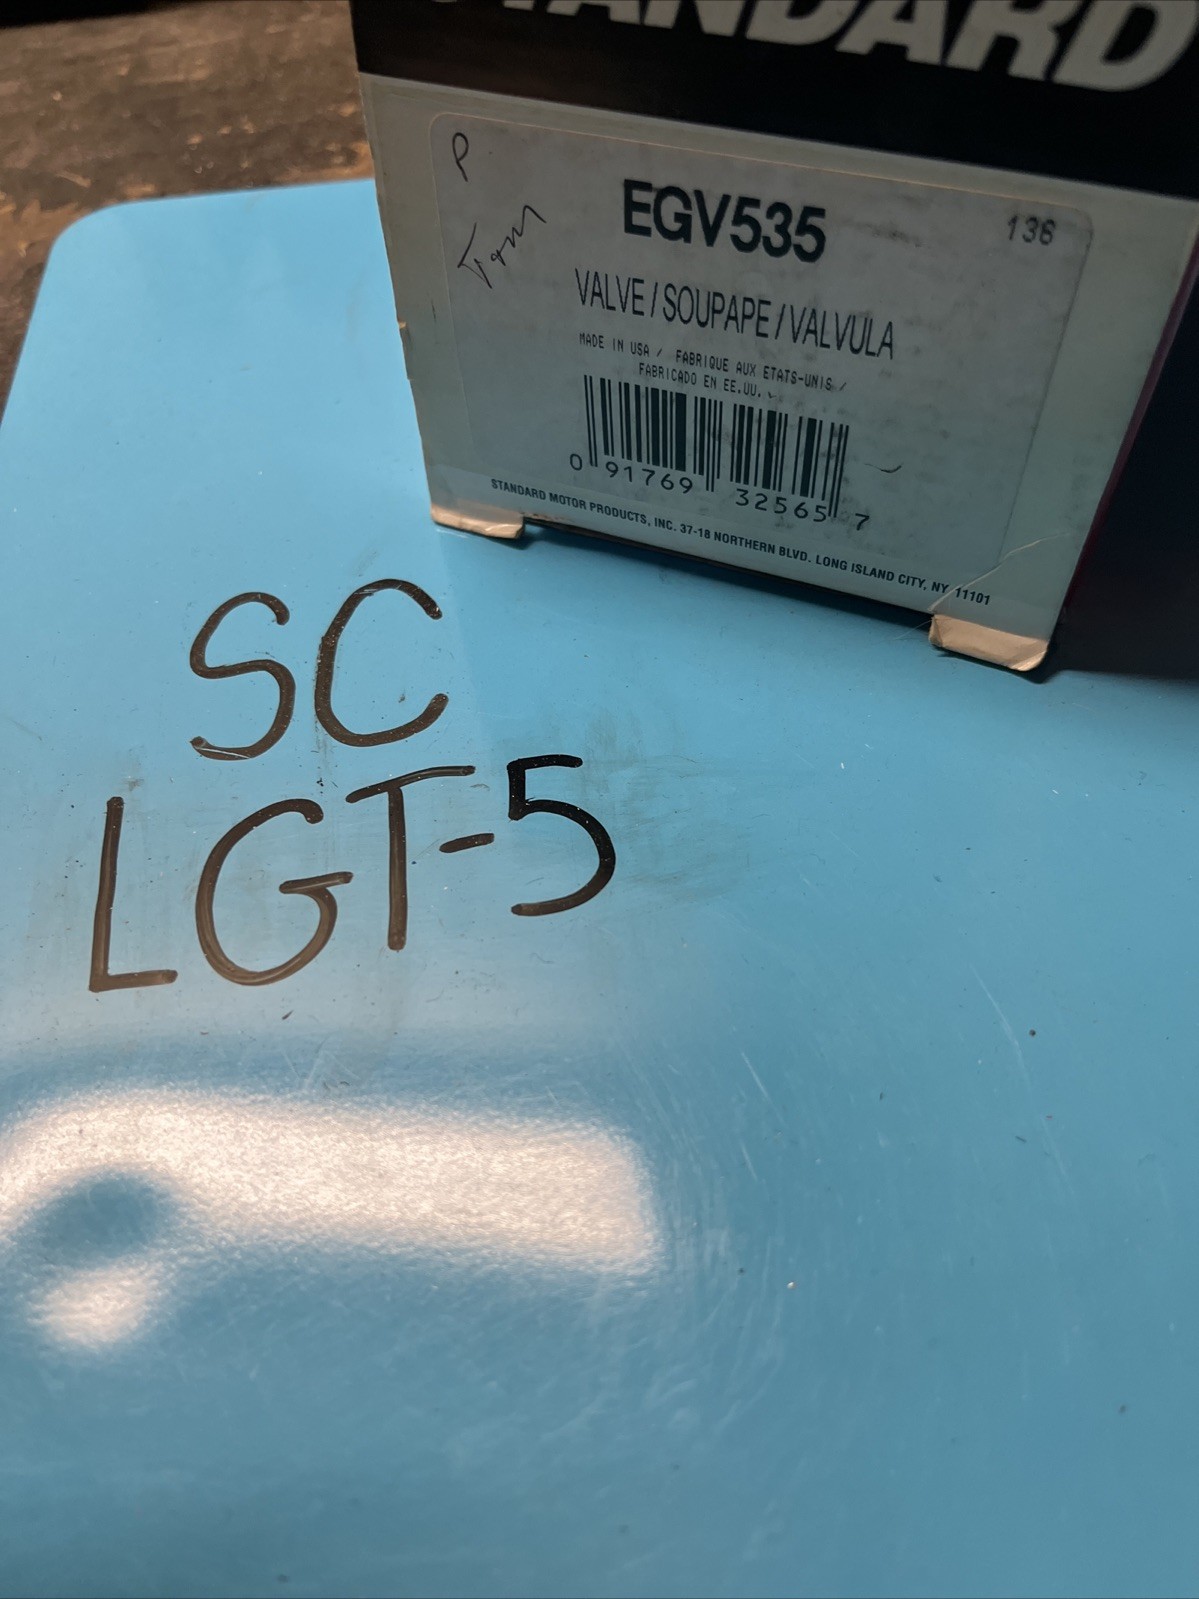 STANDARD
P
EGV535
136
VALVE / SOUPAPE / VALVULA
MADE IN USA / FABRIQUE AUX ETATS-UNIS /
FABRICADO EN EE.UU.
0 91769 32565 7
STANDARD MOTOR PRODUCTS, INC. 37-18 NORTHERN BLVD. LONG ISLAND CITY, NY 11101
SC
LGT-5